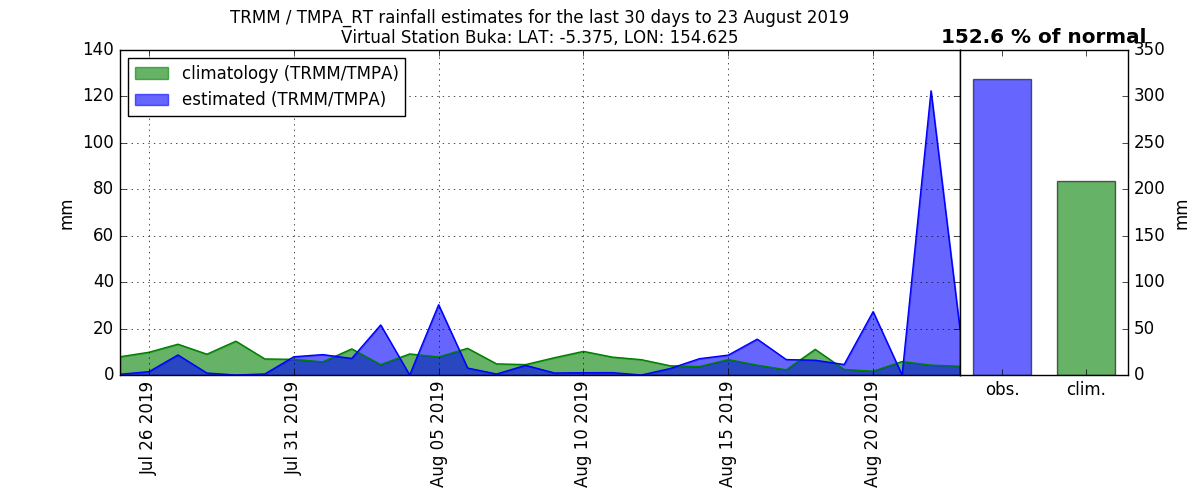 TRMM / TMPA_RT rainfall estimates for the last 30 days to 23 August 2019
Virtual Station Buka: LAT: -5.375, LON: 154.625
152.6 % of normal
climatology (TRMM/TMPA)
estimated (TRMM/TMPA)
140
120
100
80
60
40
20
0
mm
Jul 26 2019
Jul 31 2019
Aug 05 2019
Aug 10 2019
Aug 15 2019
Aug 20 2019
350
300
250
200
150
100
50
0
mm
obs.
clim.